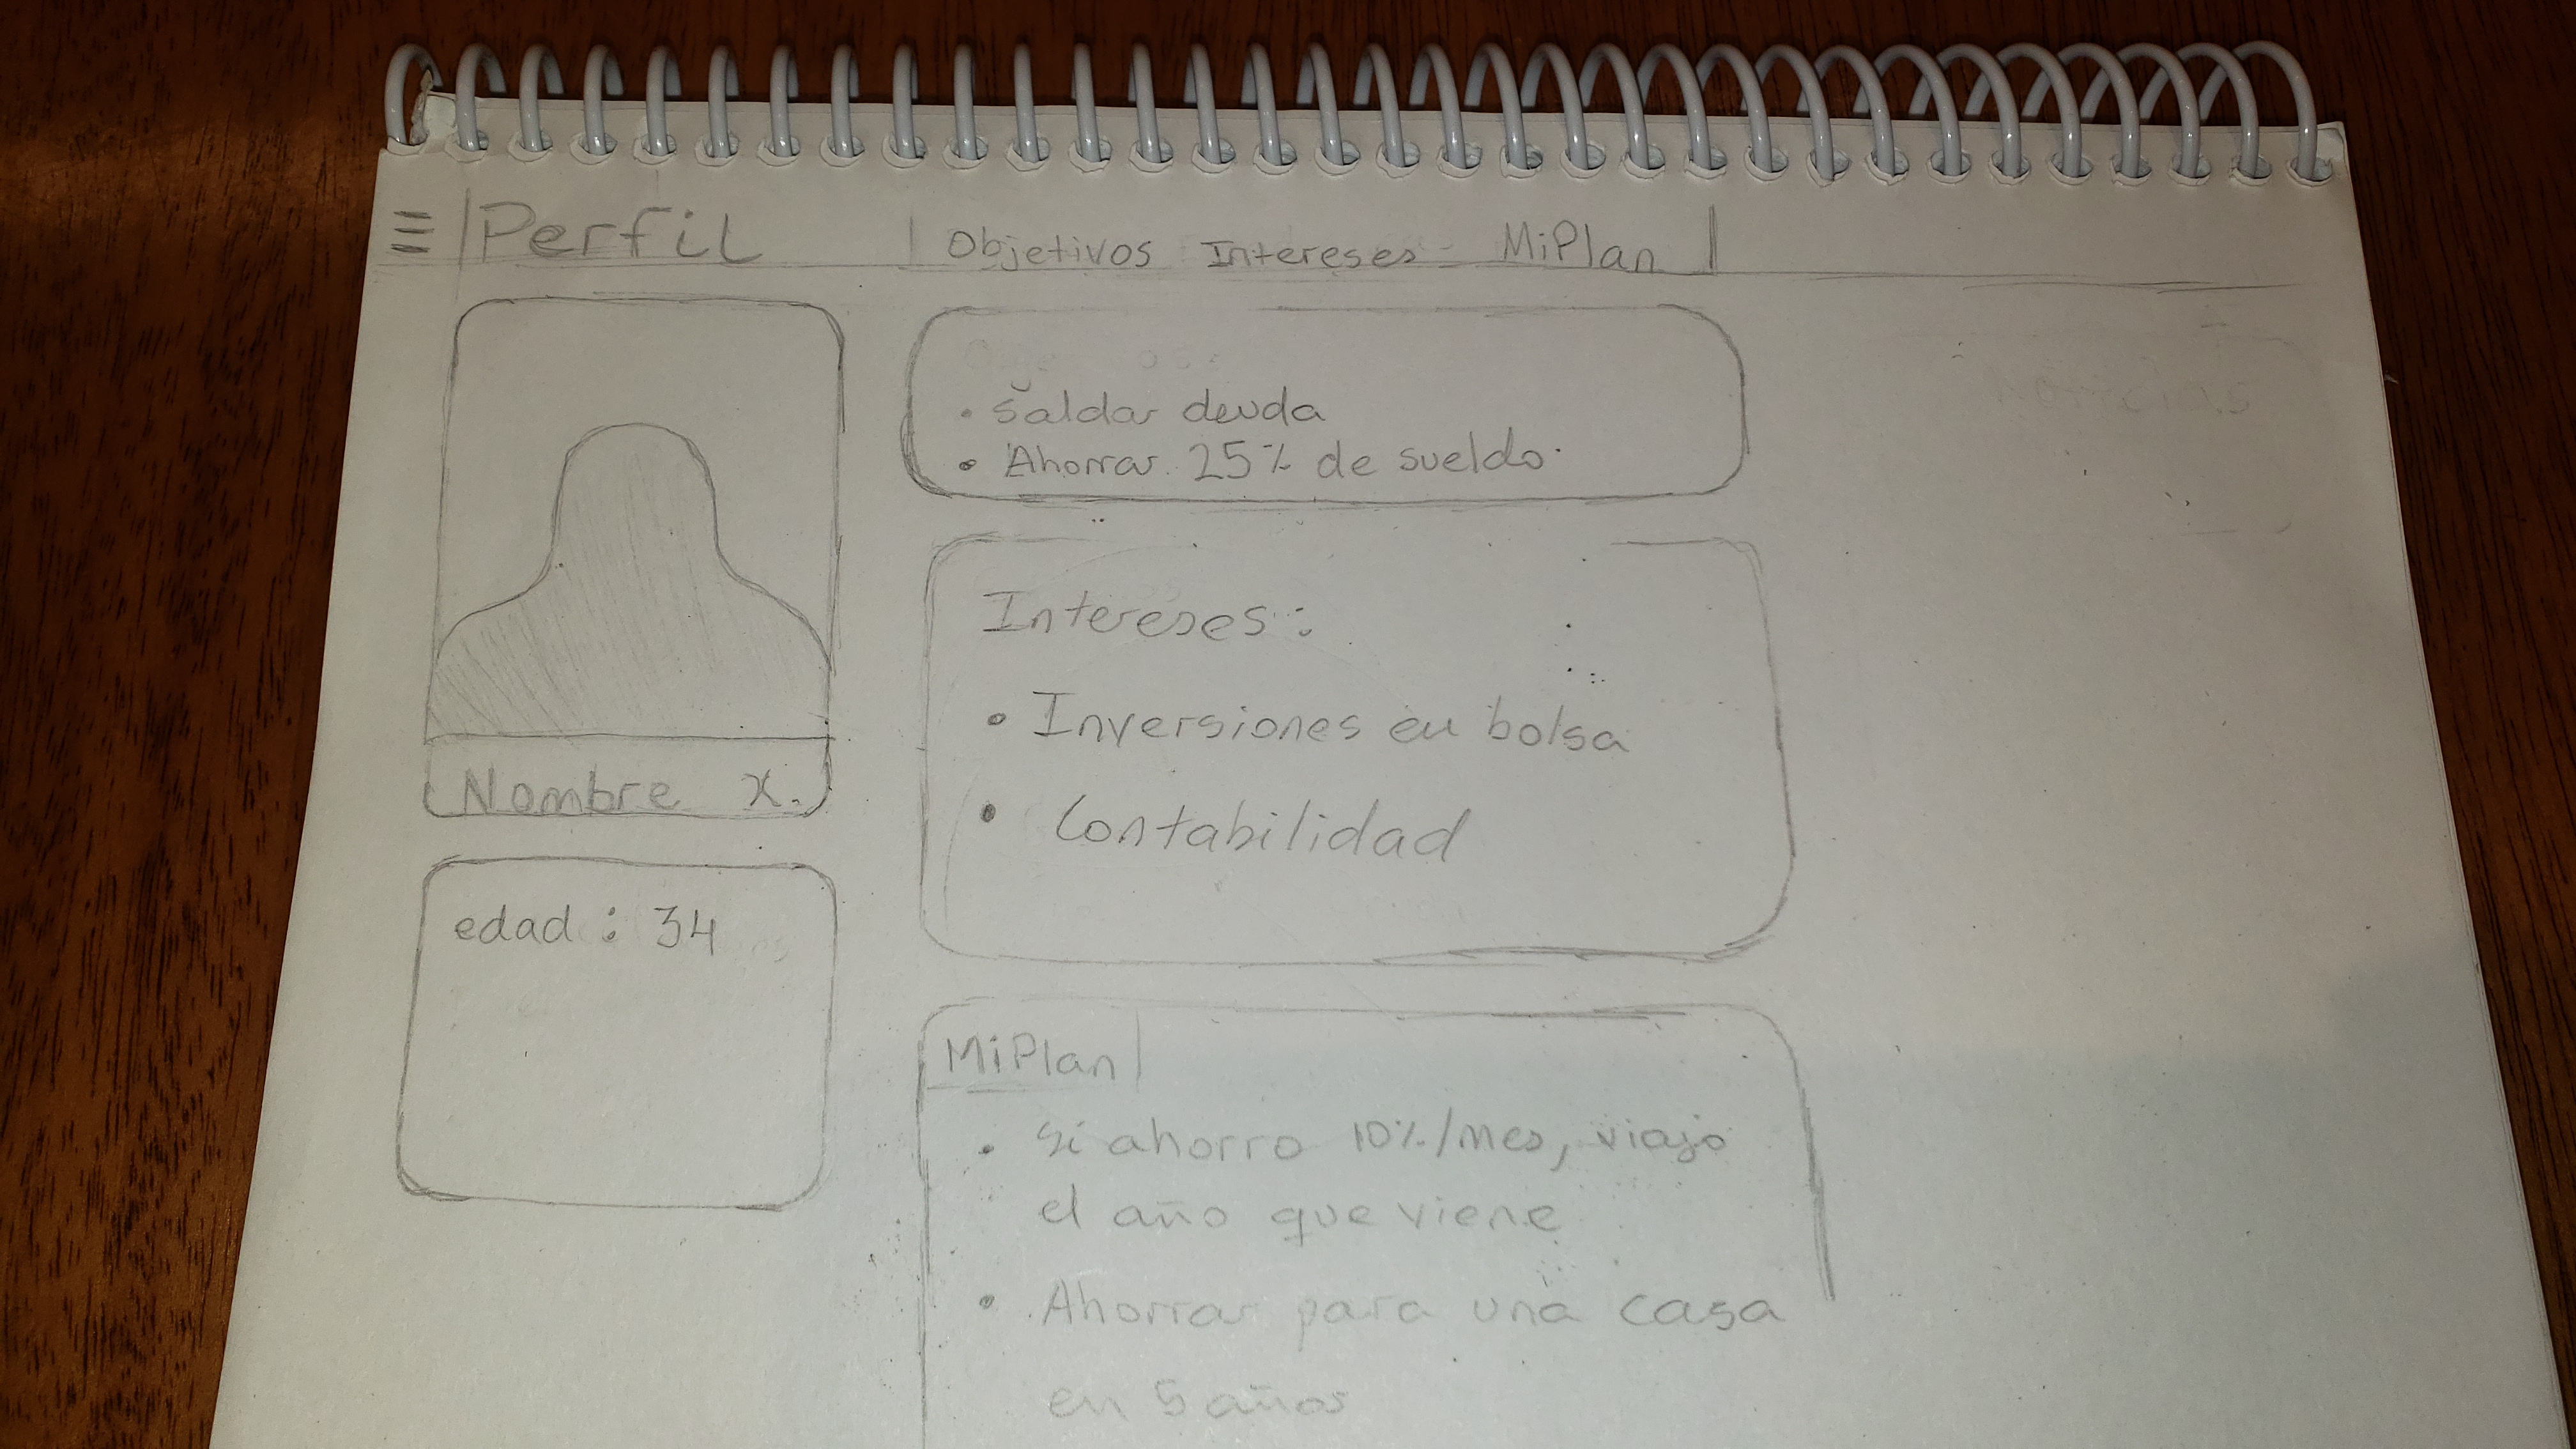 Perfil
Objetivos Intereses MiPlan
Nombre X.
edad : 34
• Saldar deuda
• Ahorrar 25% de sueldo.
Intereses:
• Inversiones en bolsa
• Contabilidad
MiPlan
• Si ahorro 10%/mes, viajo
el año que viene
• Ahorrar para una casa
en 5 años